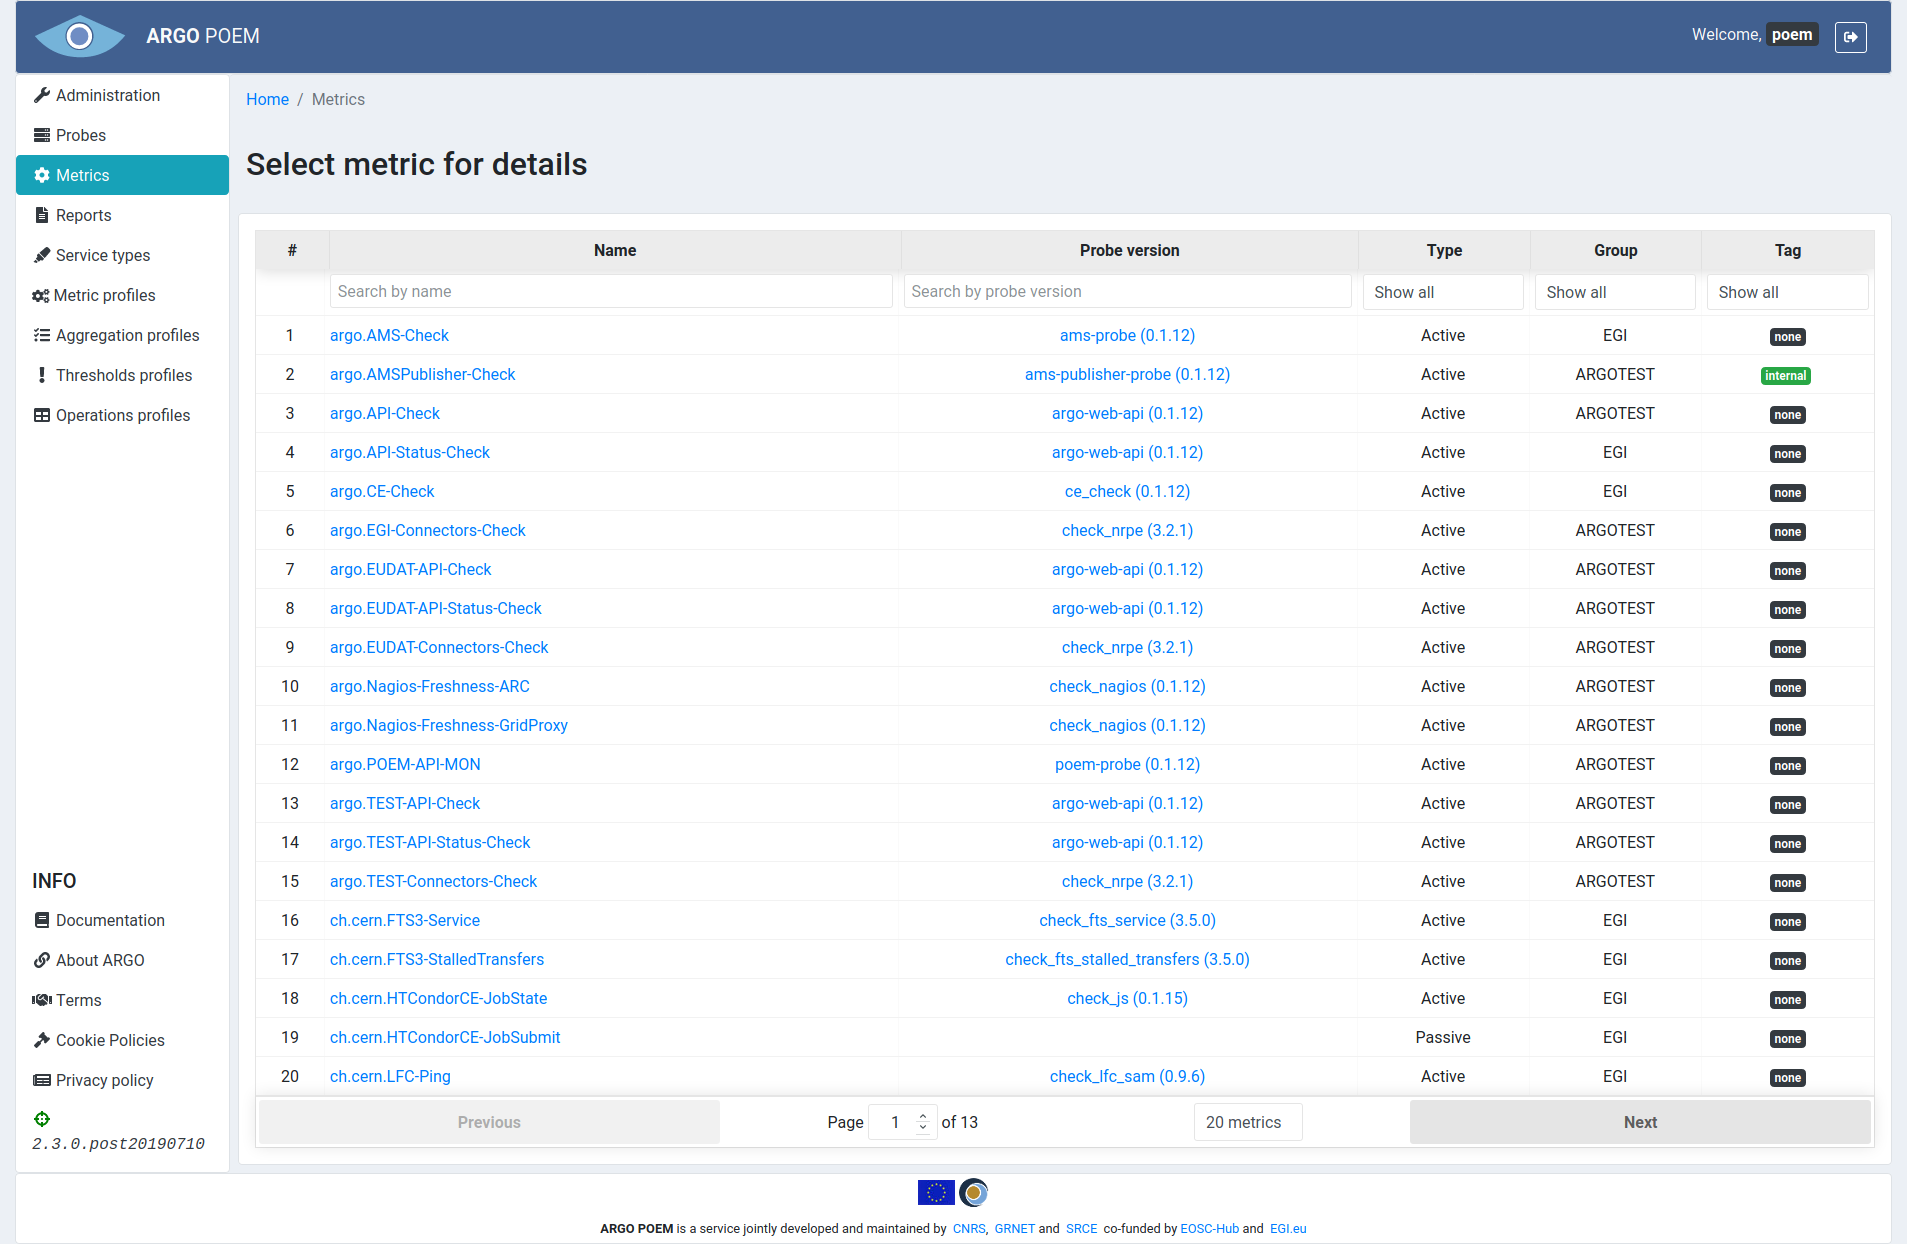 ARGO POEM
Welcome, poem
Administration
Probes
Metrics
Reports
Service types
Metric profiles
Aggregation profiles
Thresholds profiles
Operations profiles
INFO
Documentation
About ARGO
Terms
Cookie Policies
Privacy policy
2.3.0.post20190710
Home / Metrics
Select metric for details
# Name Probe version Type Group Tag
Search by name Search by probe version Show all Show all Show all
1 argo.AMS-Check ams-probe (0.1.12) Active EGI none
2 argo.AMSPublisher-Check ams-publisher-probe (0.1.12) Active ARGOTEST internal
3 argo.API-Check argo-web-api (0.1.12) Active ARGOTEST none
4 argo.API-Status-Check argo-web-api (0.1.12) Active EGI none
5 argo.CE-Check ce_check (0.1.12) Active EGI none
6 argo.EGI-Connectors-Check check_nrpe (3.2.1) Active ARGOTEST none
7 argo.EUDAT-API-Check argo-web-api (0.1.12) Active ARGOTEST none
8 argo.EUDAT-API-Status-Check argo-web-api (0.1.12) Active ARGOTEST none
9 argo.EUDAT-Connectors-Check check_nrpe (3.2.1) Active ARGOTEST none
10 argo.Nagios-Freshness-ARC check_nagios (0.1.12) Active ARGOTEST none
11 argo.Nagios-Freshness-GridProxy check_nagios (0.1.12) Active ARGOTEST none
12 argo.POEM-API-MON poem-probe (0.1.12) Active ARGOTEST none
13 argo.TEST-API-Check argo-web-api (0.1.12) Active ARGOTEST none
14 argo.TEST-API-Status-Check argo-web-api (0.1.12) Active ARGOTEST none
15 argo.TEST-Connectors-Check check_nrpe (3.2.1) Active ARGOTEST none
16 ch.cern.FTS3-Service check_fts_service (3.5.0) Active EGI none
17 ch.cern.FTS3-StalledTransfers check_fts_stalled_transfers (3.5.0) Active EGI none
18 ch.cern.HTCondorCE-JobState check_js (0.1.15) Active EGI none
19 ch.cern.HTCondorCE-JobSubmit Passive EGI none
20 ch.cern.LFC-Ping check_lfc_sam (0.9.6) Active EGI none
Previous Page 1 of 13 20 metrics Next
ARGO POEM is a service jointly developed and maintained by CNRS, GRNET and SRCE co-funded by EOSC-Hub and EGI.eu